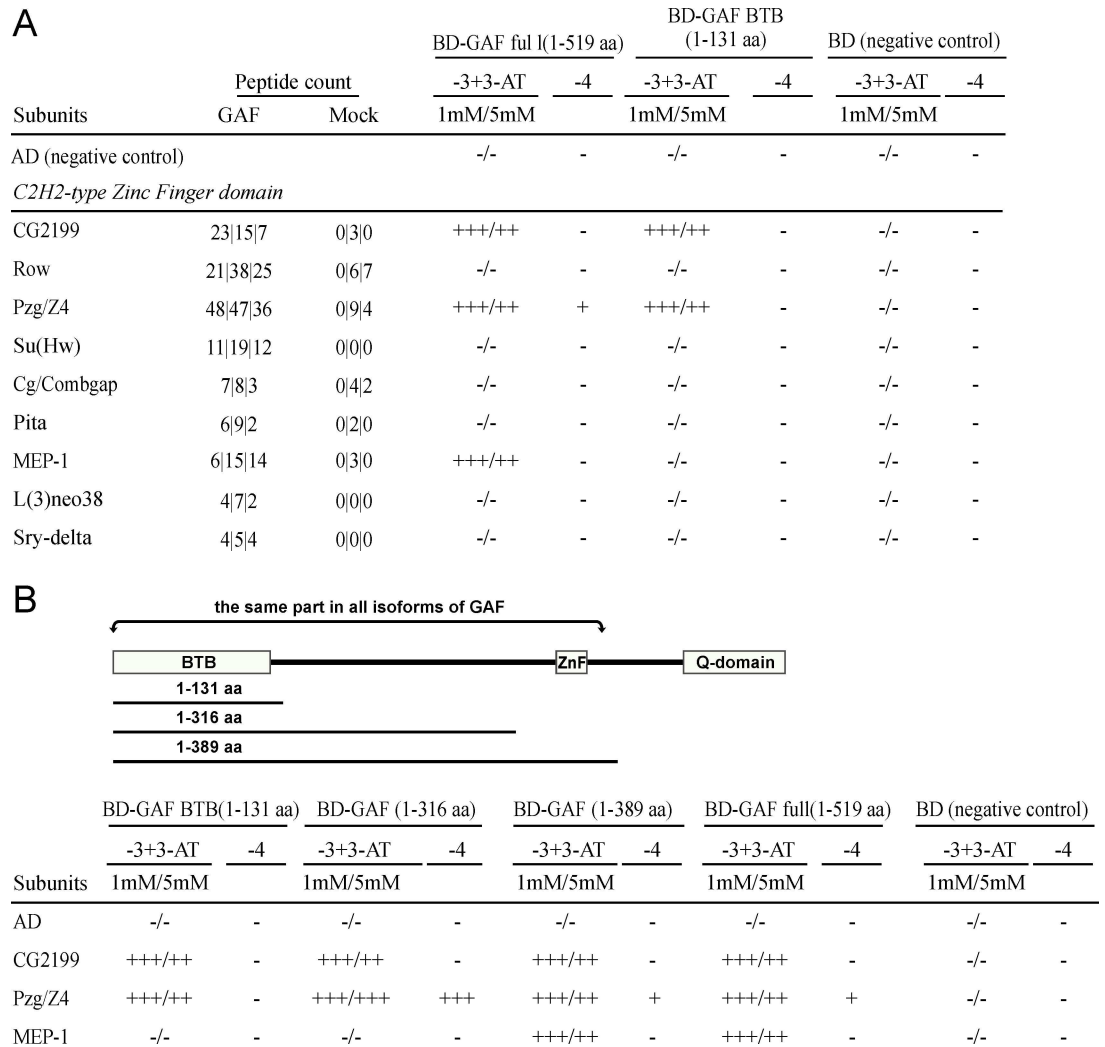 A
BD-GAF ful l(1-519 aa) BD-GAF BTB (1-131 aa) BD (negative control)
Peptide count -3+3-AT -4 -3+3-AT -4 -3+3-AT -4
Subunits GAF Mock 1mM/5mM 1mM/5mM 1mM/5mM
AD (negative control) -/- - -/- - -/- -
C2H2-type Zinc Finger domain
CG2199 23|15|7 0|3|0 +++/++ - +++/++ - -/- -
Row 21|38|25 0|6|7 -/- - -/- - -/- -
Pzg/Z4 48|47|36 0|9|4 +++/++ + +++/++ - -/- -
Su(Hw) 11|19|12 0|0|0 -/- - -/- - -/- -
Cg/Combgap 7|8|3 0|4|2 -/- - -/- - -/- -
Pita 6|9|2 0|2|0 -/- - -/- - -/- -
MEP-1 6|15|14 0|3|0 +++/++ - -/- - -/- -
L(3)neo38 4|7|2 0|0|0 -/- - -/- - -/- -
Sry-delta 4|5|4 0|0|0 -/- - -/- - -/- -
B
the same part in all isoforms of GAF
BTB ZnF Q-domain
1-131 aa
1-316 aa
1-389 aa
BD-GAF BTB(1-131 aa) BD-GAF (1-316 aa) BD-GAF (1-389 aa) BD-GAF full(1-519 aa) BD (negative control)
-3+3-AT -4 -3+3-AT -4 -3+3-AT -4 -3+3-AT -4 -3+3-AT -4
Subunits 1mM/5mM 1mM/5mM 1mM/5mM 1mM/5mM 1mM/5mM
AD -/- - -/- - -/- - -/- - -/- -
CG2199 +++/++ - +++/++ - +++/++ - +++/++ - -/- -
Pzg/Z4 +++/++ - +++/+++ +++ +++/++ + +++/++ + -/- -
MEP-1 -/- - -/- - +++/++ - +++/++ - -/- -